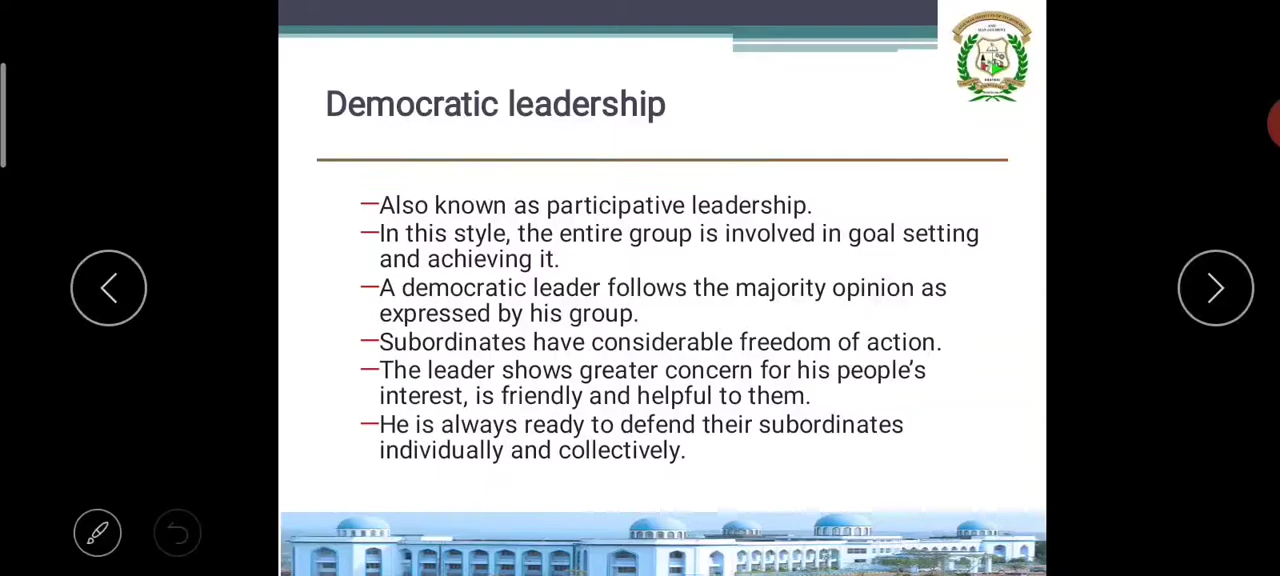 Democratic leadership
—Also known as participative leadership.
—In this style, the entire group is involved in goal setting
and achieving it.
—A democratic leader follows the majority opinion as
expressed by his group.
—Subordinates have considerable freedom of action.
—The leader shows greater concern for his people's
interest, is friendly and helpful to them.
—He is always ready to defend their subordinates
individually and collectively.